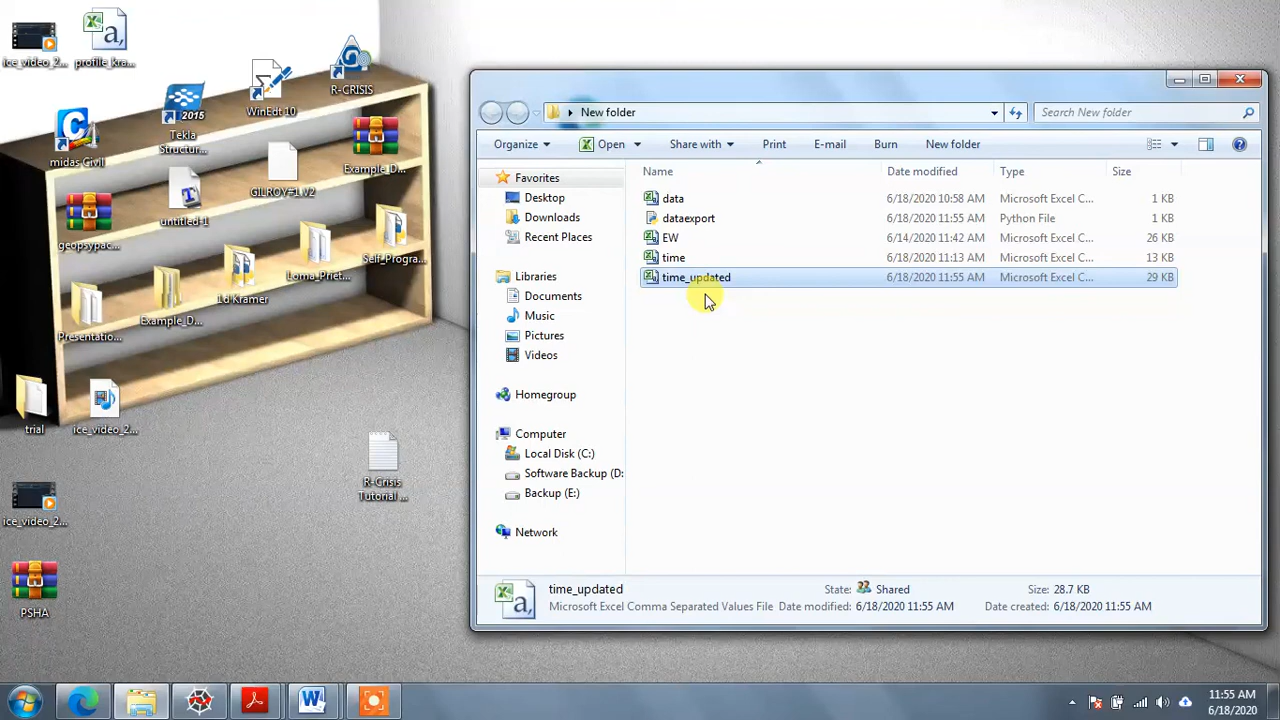 ice_video_2...
profile_kra...
R-CRISIS
WinEdt 10
Tekla
Structur...
midas Civil
Example_D...
GILROY#1.V2
untitled-1
geopsypac...
Self_Progra...
Loma_Priet...
1d Kramer
Example_D...
Presentatio...
trial
ice_video_2...
R-Crisis
Tutorial ...
ice_video_2...
PSHA
New folder
Search New folder
Organize
Open
Share with
Print
E-mail
Burn
New folder
Name
Date modified
Type
Size
Favorites
Desktop
Downloads
Recent Places
Libraries
Documents
Music
Pictures
Videos
Homegroup
Computer
Local Disk (C:)
Software Backup (D:
Backup (E:)
Network
data 6/18/2020 10:58 AM Microsoft Excel C... 1 KB
dataexport 6/18/2020 11:55 AM Python File 1 KB
EW 6/14/2020 11:42 AM Microsoft Excel C... 26 KB
time 6/18/2020 11:13 AM Microsoft Excel C... 13 KB
time_updated 6/18/2020 11:55 AM Microsoft Excel C... 29 KB
time_updated State: Shared Size: 28.7 KB
Microsoft Excel Comma Separated Values File Date modified: 6/18/2020 11:55 AM Date created: 6/18/2020 11:55 AM
11:55 AM
6/18/2020